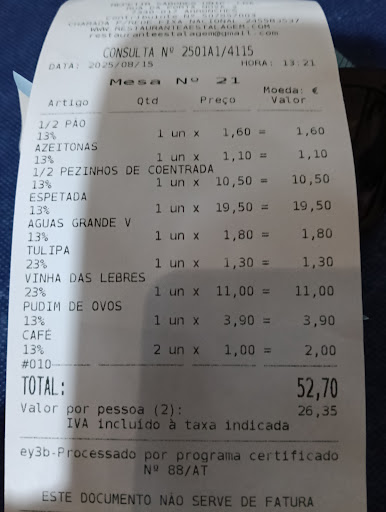 WWW.RESTAURANTEAESTALAGEM
restauranteestalagem@gmail.com
CONSULTA Nº 2501A1/4115
DATA: 2025/08/15 HORA: 13:21
Mesa Nº 21
Moeda: €
Artigo Qtd Preço Valor
1/2 PÃO
13% 1 un x 1,60 = 1,60
AZEITONAS
13% 1 un x 1,10 = 1,10
1/2 PEZINHOS DE COENTRADA
13% 1 un x 10,50 = 10,50
ESPETADA
13% 1 un x 19,50 = 19,50
AGUAS GRANDE V
13% 1 un x 1,80 = 1,80
TULIPA
23% 1 un x 1,30 = 1,30
VINHA DAS LEBRES
23% 1 un x 11,00 = 11,00
PUDIM DE OVOS
13% 1 un x 3,90 = 3,90
CAFÉ
13% 2 un x 1,00 = 2,00
#010
TOTAL: 52,70
Valor por pessoa (2): 26,35
IVA incluído à taxa indicada
ey3b-Processado por programa certificado
Nº 88/AT
ESTE DOCUMENTO NÃO SERVE DE FATURA